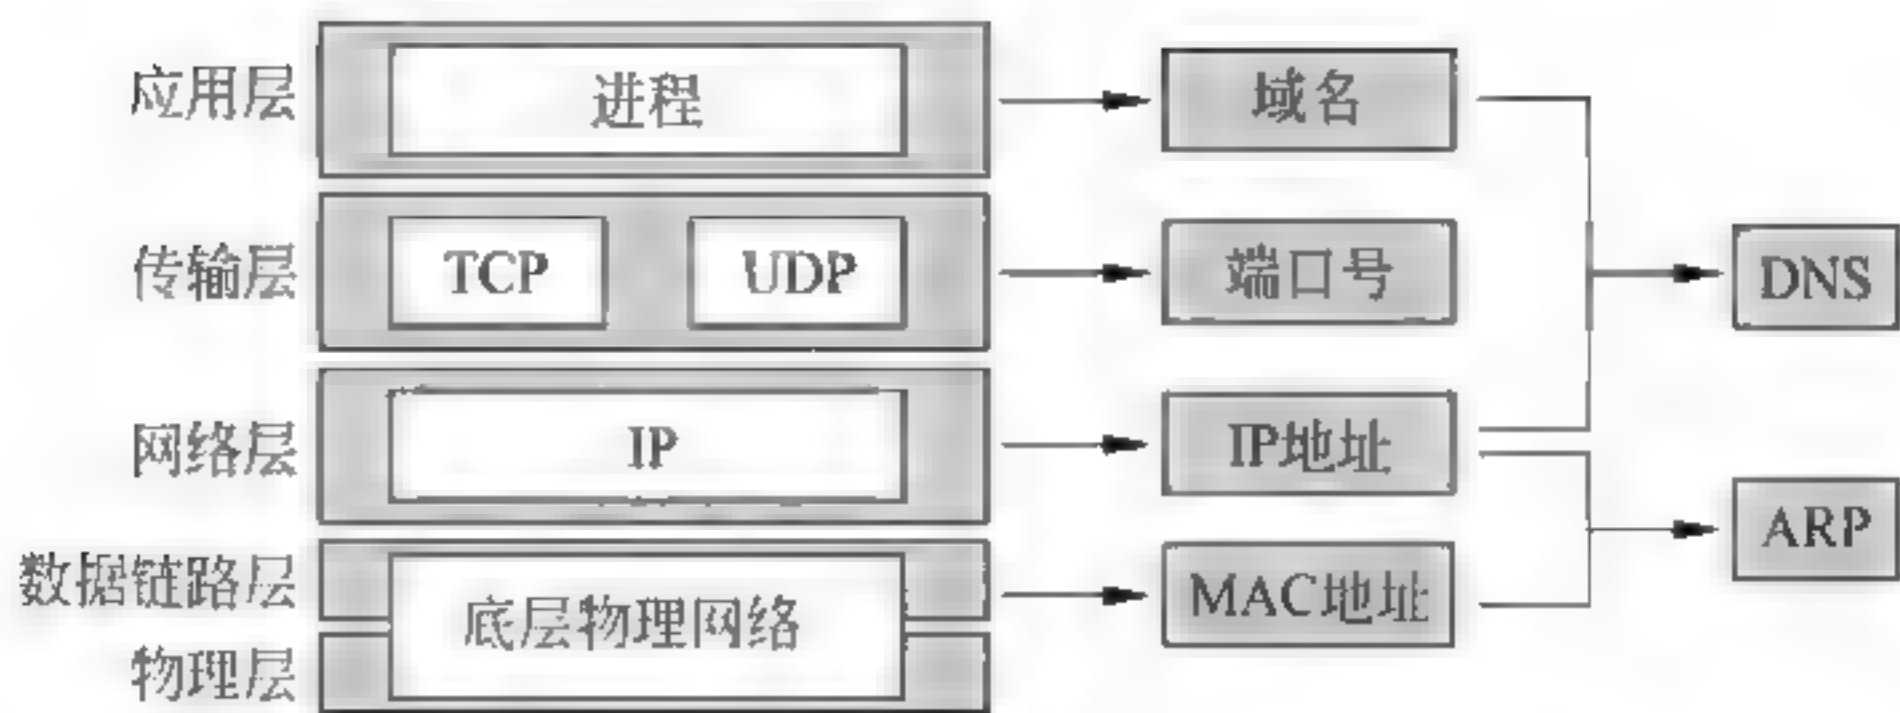 应用层 进程 域名
传输层 TCP UDP 端口号 DNS
网络层 IP IP地址
ARP
数据链路层 底层物理网络 MAC地址
物理层